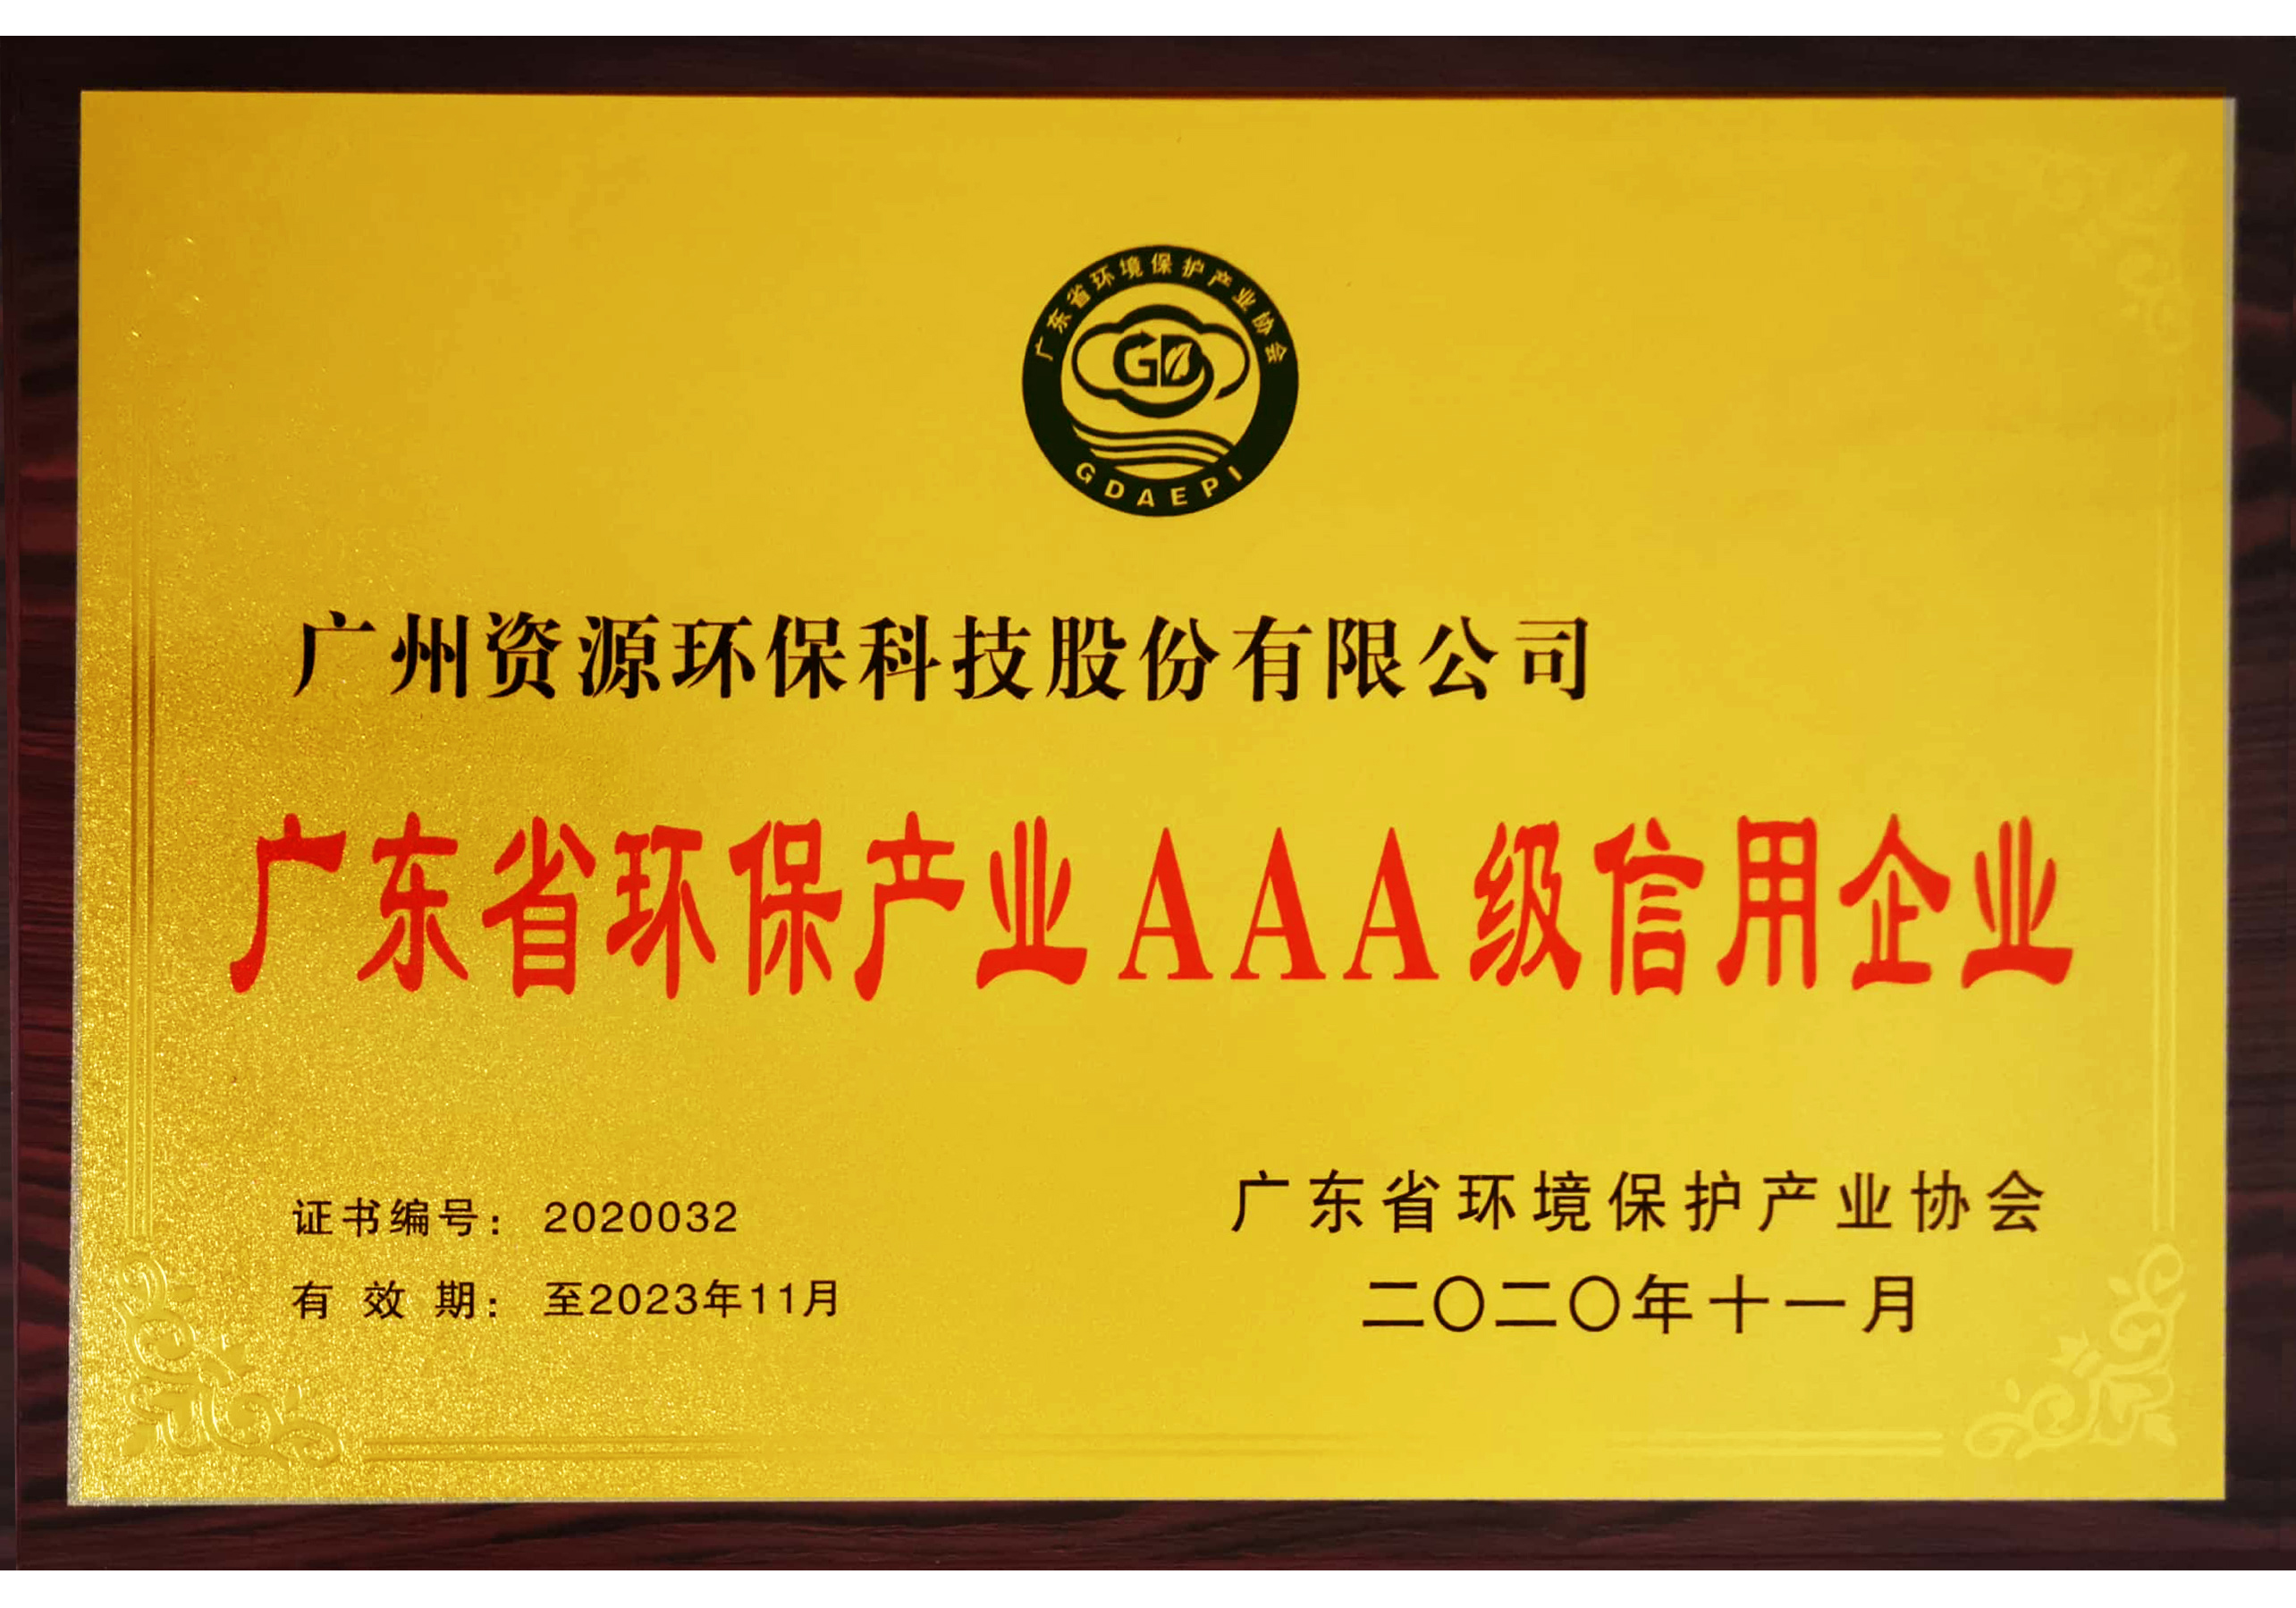 广东省环境保护产业协会
GD
GDAEPI
广州资源环保科技股份有限公司
广东省环保产业AAA级信用企业
证书编号： 2020032
有 效 期： 至2023年11月
广东省环境保护产业协会
二〇二〇年十一月